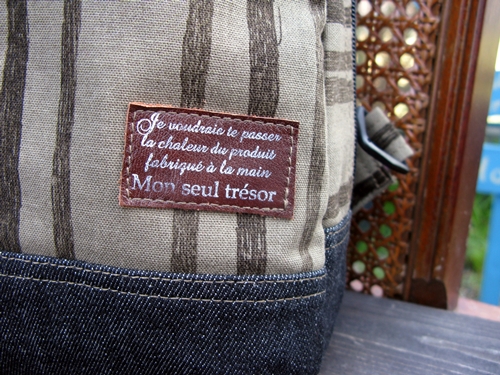 Je voudraie te passer
la chaleur du produit
fabriqué à la main
Mon seul trésor